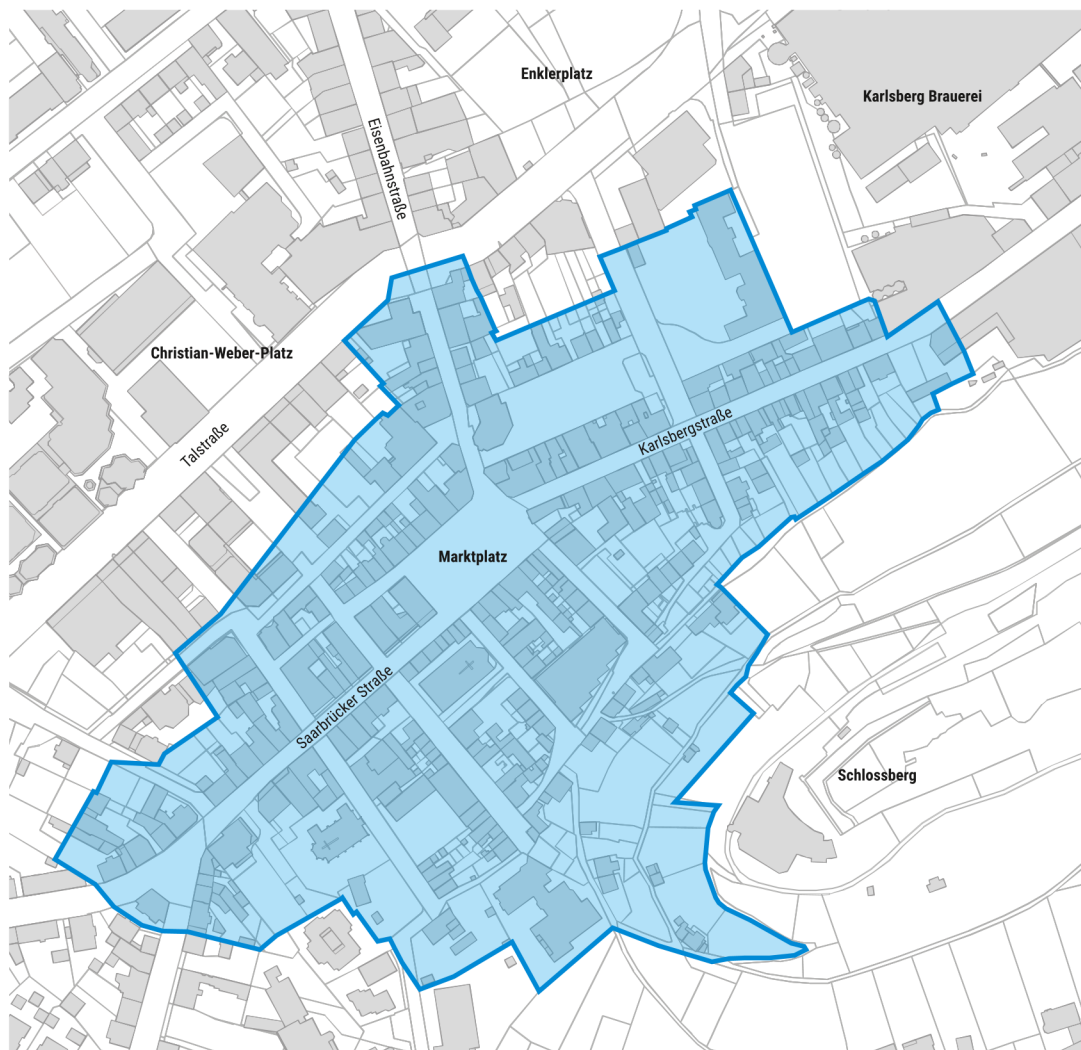 Enklerplatz
Karlsberg Brauerei
Eisenbahnstraße
Christian-Weber-Platz
Talstraße
Karlsbergstraße
Marktplatz
Saarbrücker Straße
Schlossberg